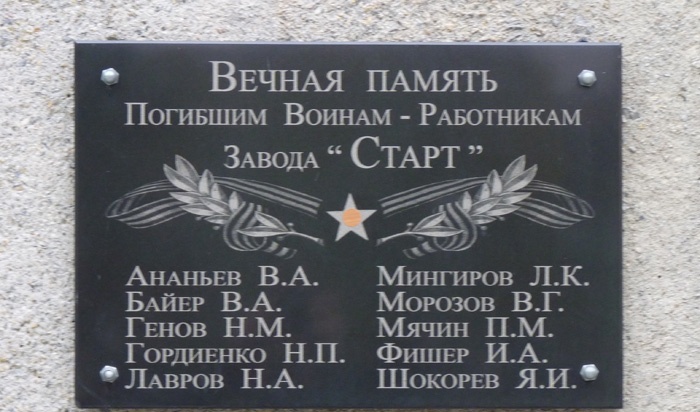 Вечная память
Погибшим Воинам - Работникам
Завода "Старт"
Ананьев В.А.
Байер В.А.
Генов Н.М.
Гордиенко Н.П.
Лавров Н.А.
Мингиров Л.К.
Морозов В.Г.
Мячин П.М.
Фишер И.А.
Шокорев Я.И.